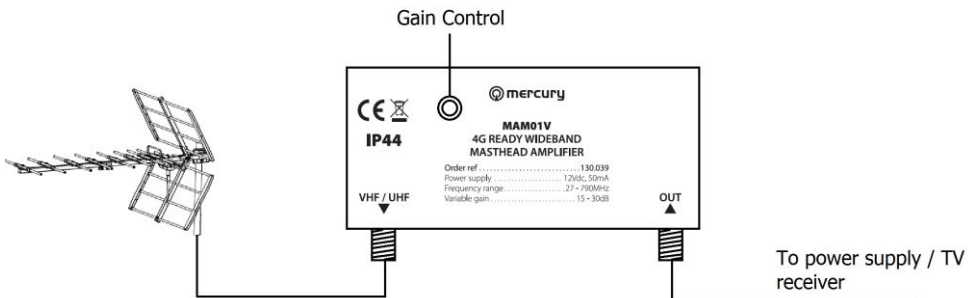 Gain Control
mercury
CE
IP44
MAM01V
4G READY WIDEBAND
MASTHEAD AMPLIFIER
Order ref ............................130.039
Power supply .................... 12Vdc, 50mA
Frequency range .................. 27 - 790MHz
Variable gain ........................ 15 - 30dB
VHF / UHF
OUT
To power supply / TV
receiver